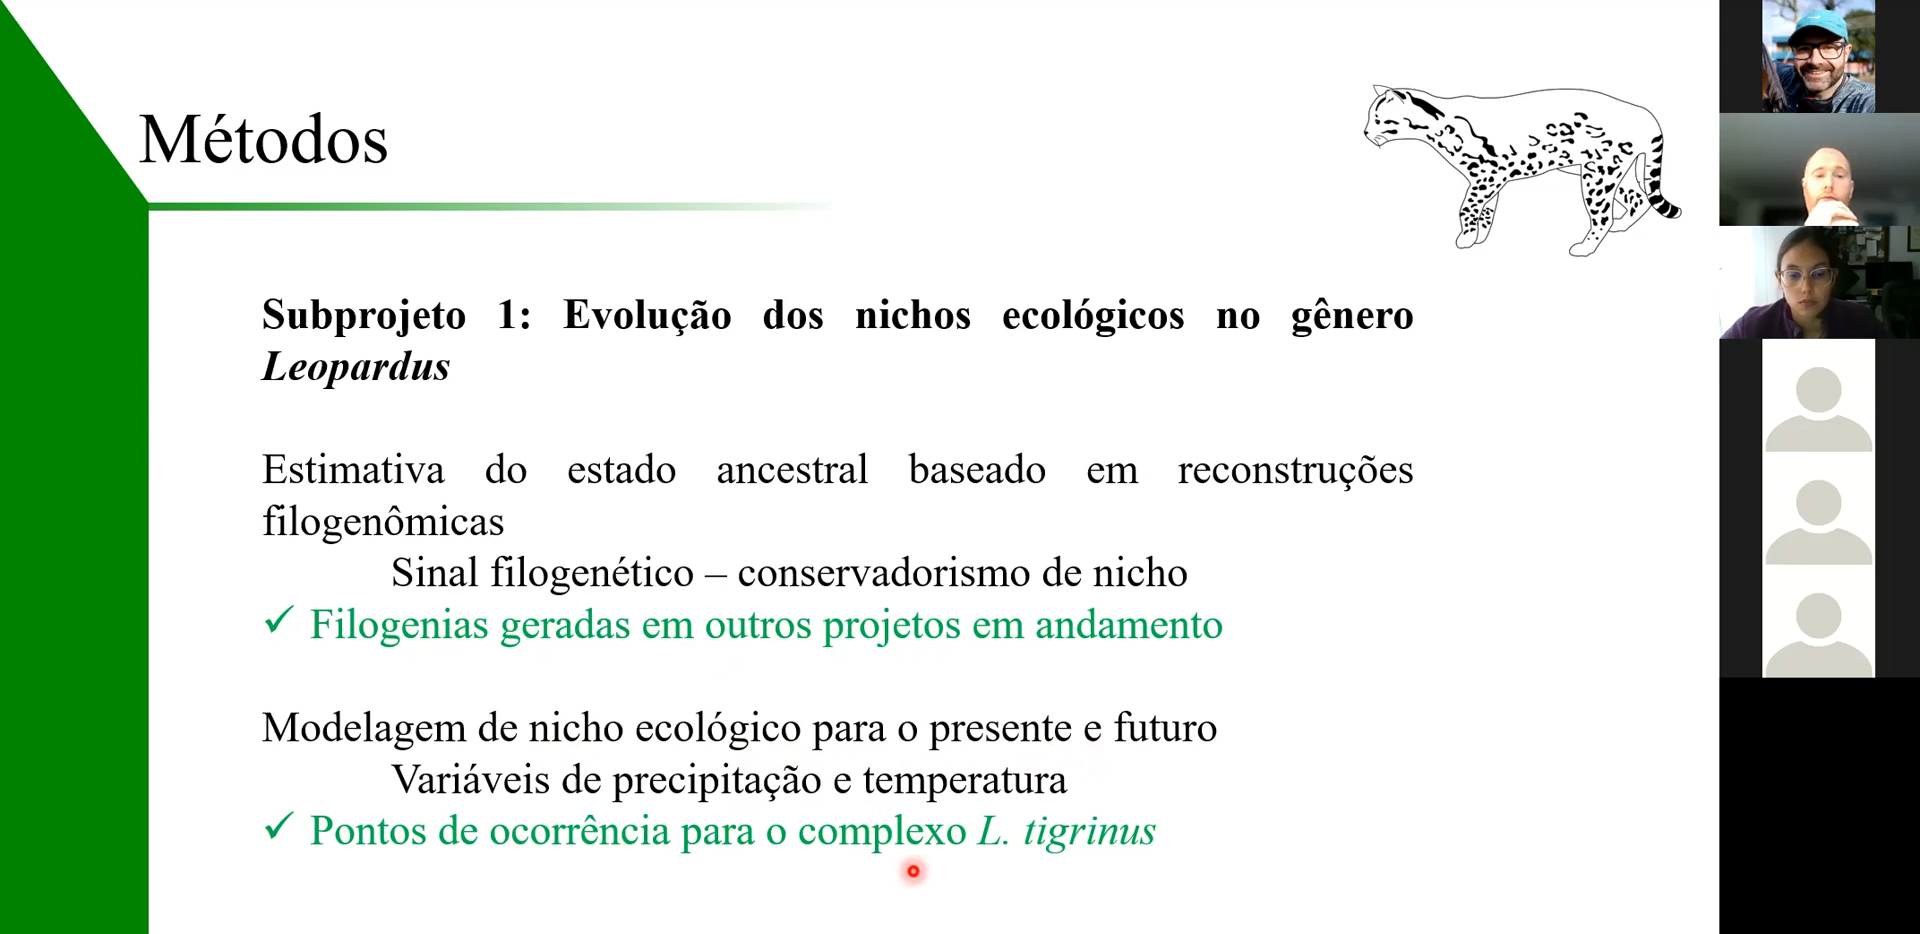 Métodos
Subprojeto 1: Evolução dos nichos ecológicos no gênero
Leopardus
Estimativa do estado ancestral baseado em reconstruções
filogenômicas
Sinal filogenético – conservadorismo de nicho
✓ Filogenias geradas em outros projetos em andamento
Modelagem de nicho ecológico para o presente e futuro
Variáveis de precipitação e temperatura
✓ Pontos de ocorrência para o complexo L. tigrinus